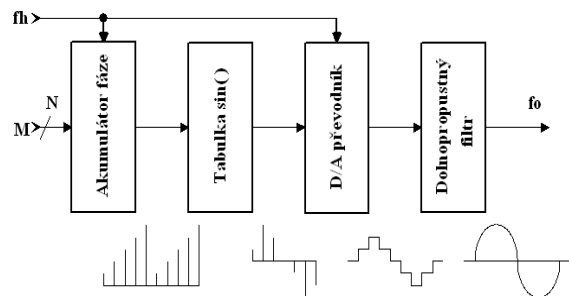 fh
M
N
Akumulátor fáze
Tabulka sin()
D/A převodník
Dolnopropustný
filtr
fo